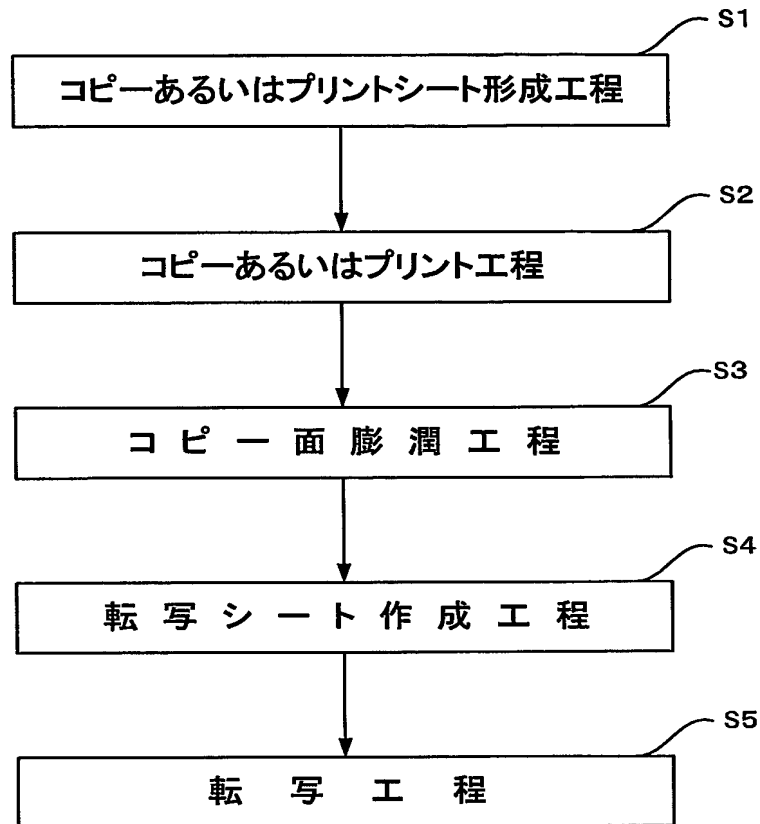 S1
コピーあるいはプリントシート形成工程
S2
コピーあるいはプリント工程
S3
コピー面膨潤工程
S4
転写シート作成工程
S5
転写工程